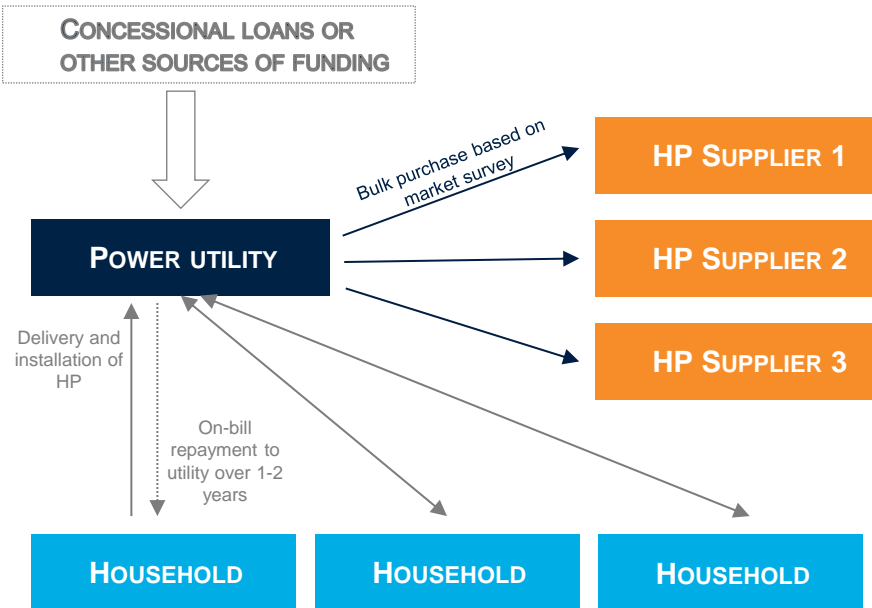 CONCESSIONAL LOANS OR
OTHER SOURCES OF FUNDING
Bulk purchase based on
market survey
HP SUPPLIER 1
POWER UTILITY
HP SUPPLIER 2
HP SUPPLIER 3
Delivery and
installation of
HP
On-bill
repayment to
utility over 1-2
years
HOUSEHOLD
HOUSEHOLD
HOUSEHOLD